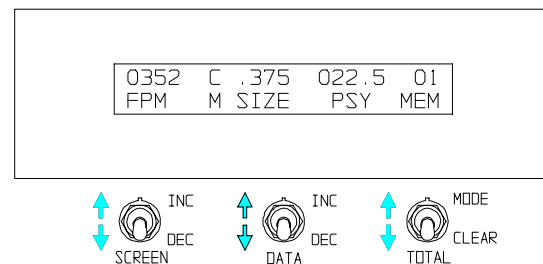 0352 C .375 022.5 01
FPM M SIZE PSY MEM
INC INC MODE
DEC DEC CLEAR
SCREEN DATA TOTAL